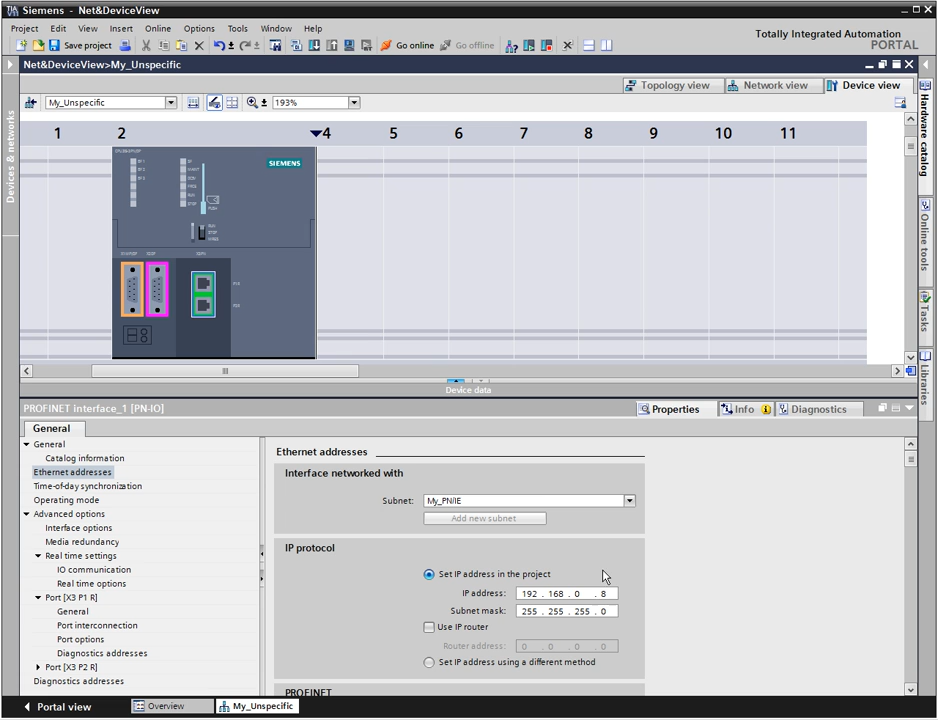 Siemens - Net&DeviceView
Project Edit View Insert Online Options Tools Window Help
Totally Integrated Automation
PORTAL
Save project Go online Go offline
Net&DeviceView>My_Unspecific
Topology view Network view Device view
My_Unspecific 193%
1 2 4 5 6 7 8 9 10 11
SIEMENS
Devices & networks
Hardware catalog
Online tools
Tasks
Libraries
Device data
PROFINET interface_1 [PN-IO]
Properties Info Diagnostics
General
General
Catalog information
Ethernet addresses
Time-of-day synchronization
Operating mode
Advanced options
Interface options
Media redundancy
Real time settings
IO communication
Real time options
Port [X3 P1 R]
General
Port interconnection
Port options
Diagnostics addresses
Port [X3 P2 R]
Diagnostics addresses
Ethernet addresses
Interface networked with
Subnet: My_PN/IE
Add new subnet
IP protocol
Set IP address in the project
IP address: 192 . 168 . 0 . 8
Subnet mask: 255 . 255 . 255 . 0
Use IP router
Router address: 0 . 0 . 0 . 0
Set IP address using a different method
PROFINET
Portal view Overview My_Unspecific